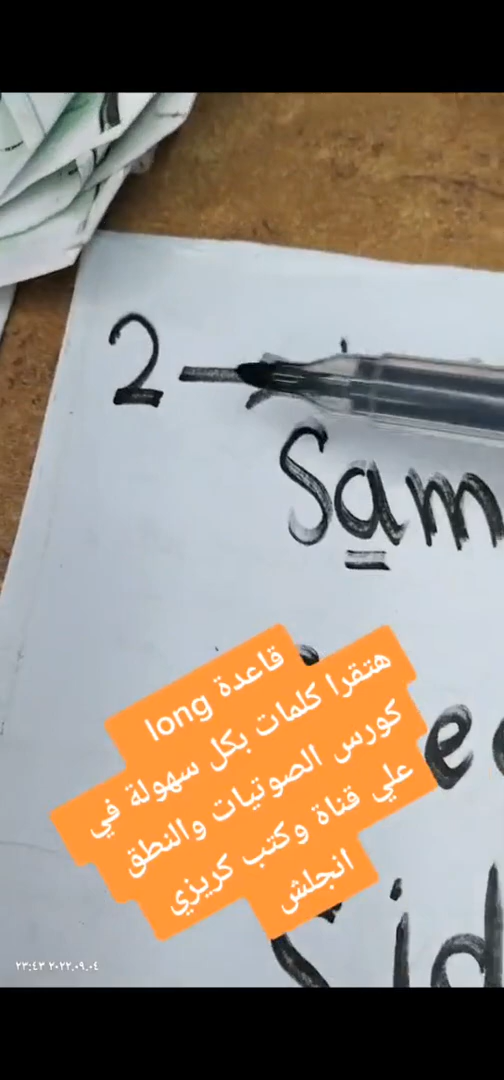 2-
Sam
قاعدة long
هتقرا كلمات بكل سهولة في
كورس الصوتيات والنطق
علي قناة وكتب كريزي
انجلش
٢٣:٤٣ ٢٠٢٢.٠٩.٠٤